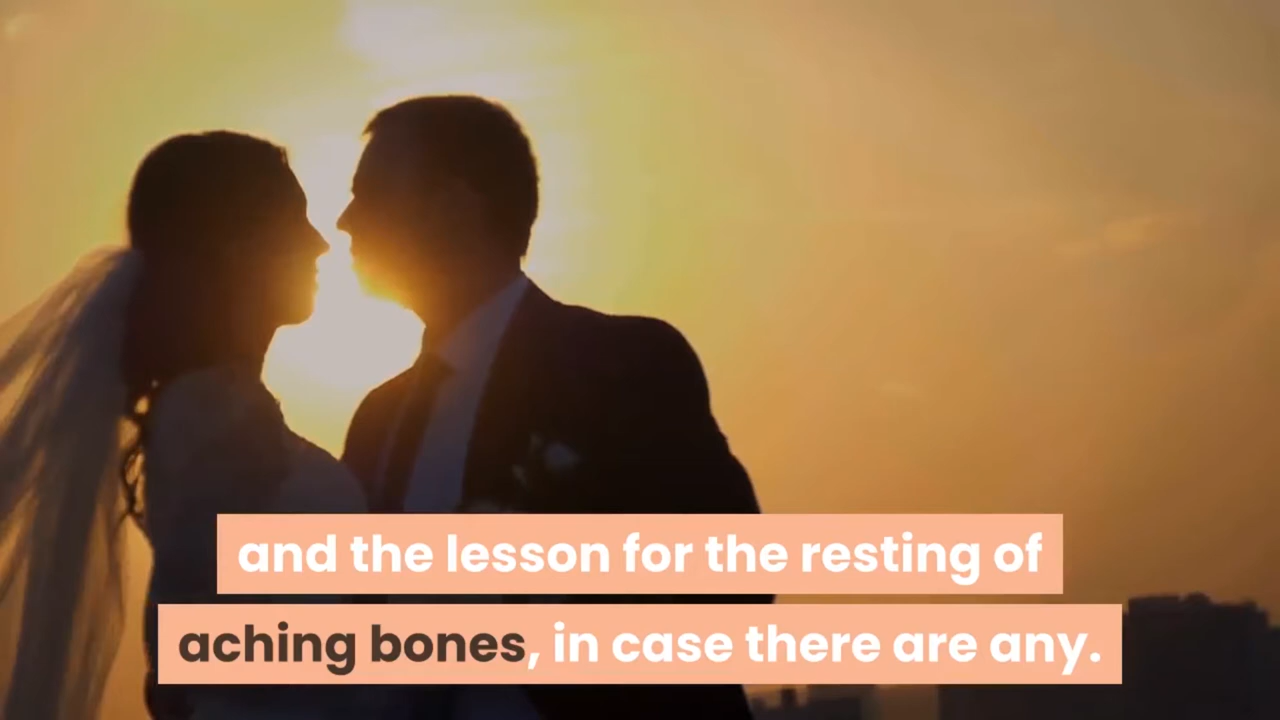 and the lesson for the resting of
aching bones, in case there are any.